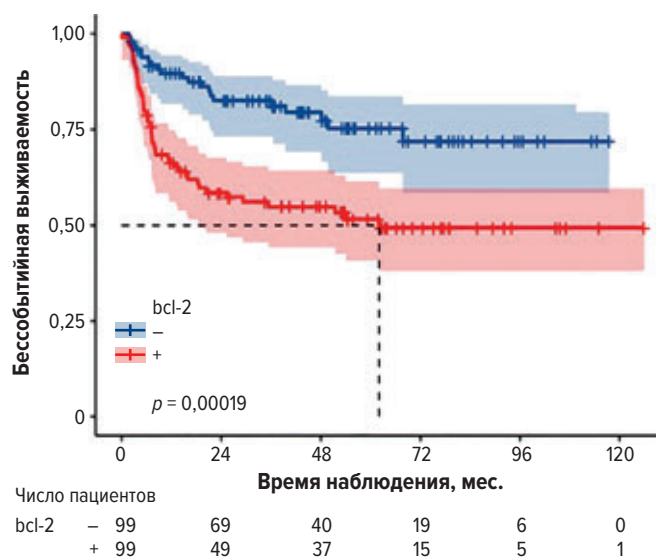 Бессобытийная выживаемость
1,00
0,75
0,50
0,25
0
bcl-2
–
+
p = 0,00019
0 24 48 72 96 120
Время наблюдения, мес.
Число пациентов
bcl-2 – 99 69 40 19 6 0
+ 99 49 37 15 5 1